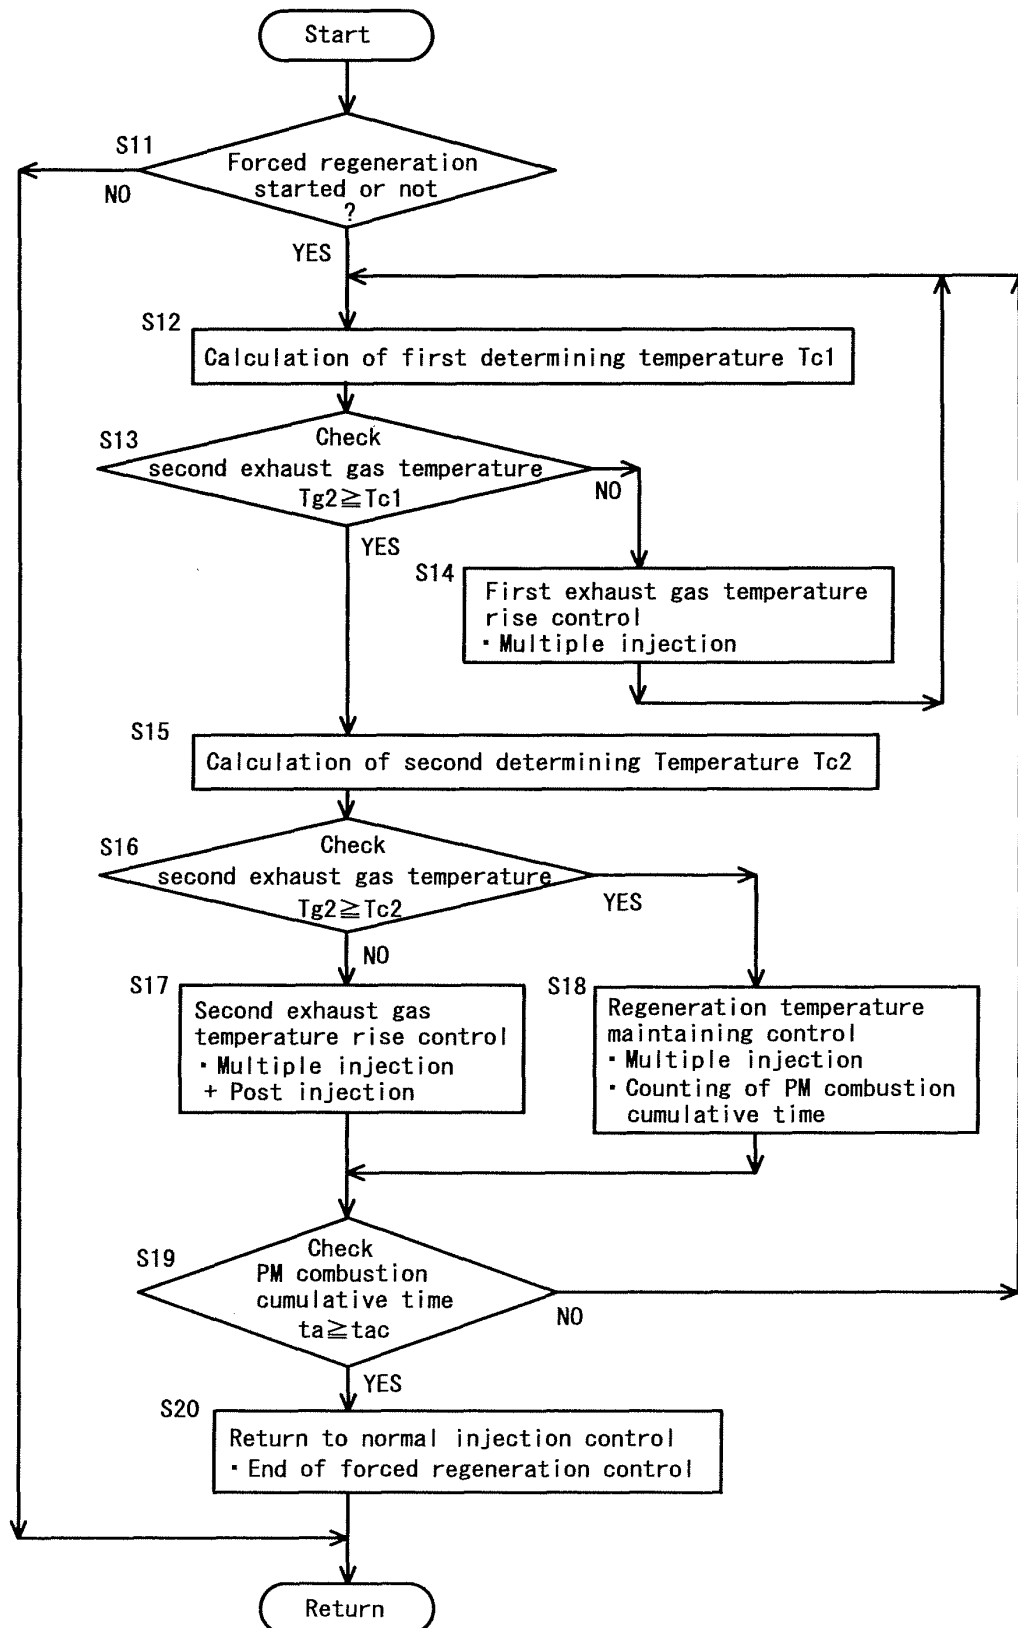 Start
S11
Forced regeneration
started or not
?
NO
YES
S12
Calculation of first determining temperature Tc1
S13
Check
second exhaust gas temperature
Tg2≧Tc1
NO
YES
S14
First exhaust gas temperature
rise control
・Multiple injection
S15
Calculation of second determining Temperature Tc2
S16
Check
second exhaust gas temperature
Tg2≧Tc2
YES
NO
S17
Second exhaust gas
temperature rise control
・Multiple injection
+ Post injection
S18
Regeneration temperature
maintaining control
・Multiple injection
・Counting of PM combustion
cumulative time
S19
Check
PM combustion
cumulative time
ta≧tac
NO
YES
S20
Return to normal injection control
・End of forced regeneration control
Return